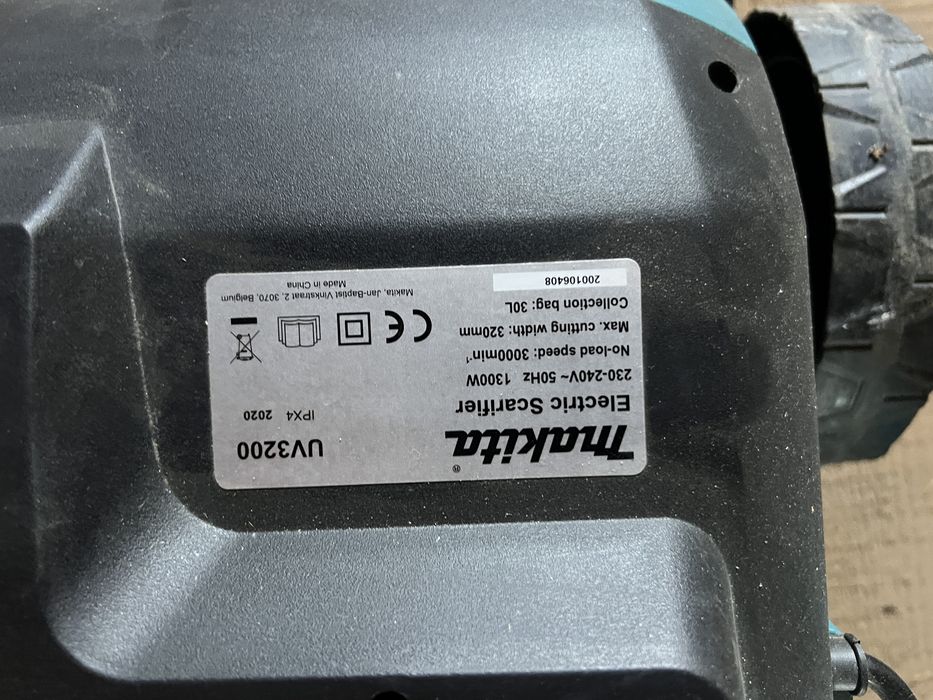 makita®
UV3200
Electric Scarifier
IPX4 2020
230-240V~ 50Hz 1300W
No-load speed: 3000min⁻¹
Max. cutting width: 320mm
Collection bag: 30L
CE
200106408
Makita, Jan-Baptist Vinkstraat 2, 3070, Belgium
Made in China